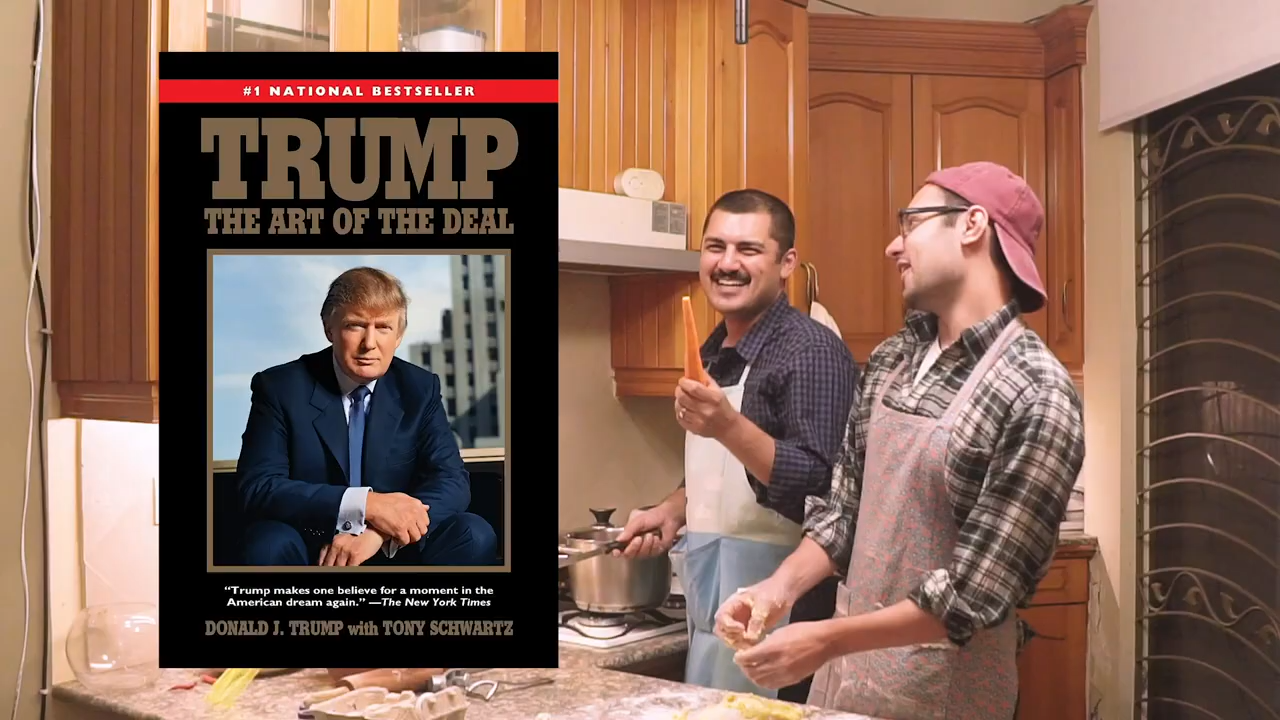 #1 NATIONAL BESTSELLER
TRUMP
THE ART OF THE DEAL
“Trump makes one believe for a moment in the
American dream again.” —The New York Times
DONALD J. TRUMP with TONY SCHWARTZ